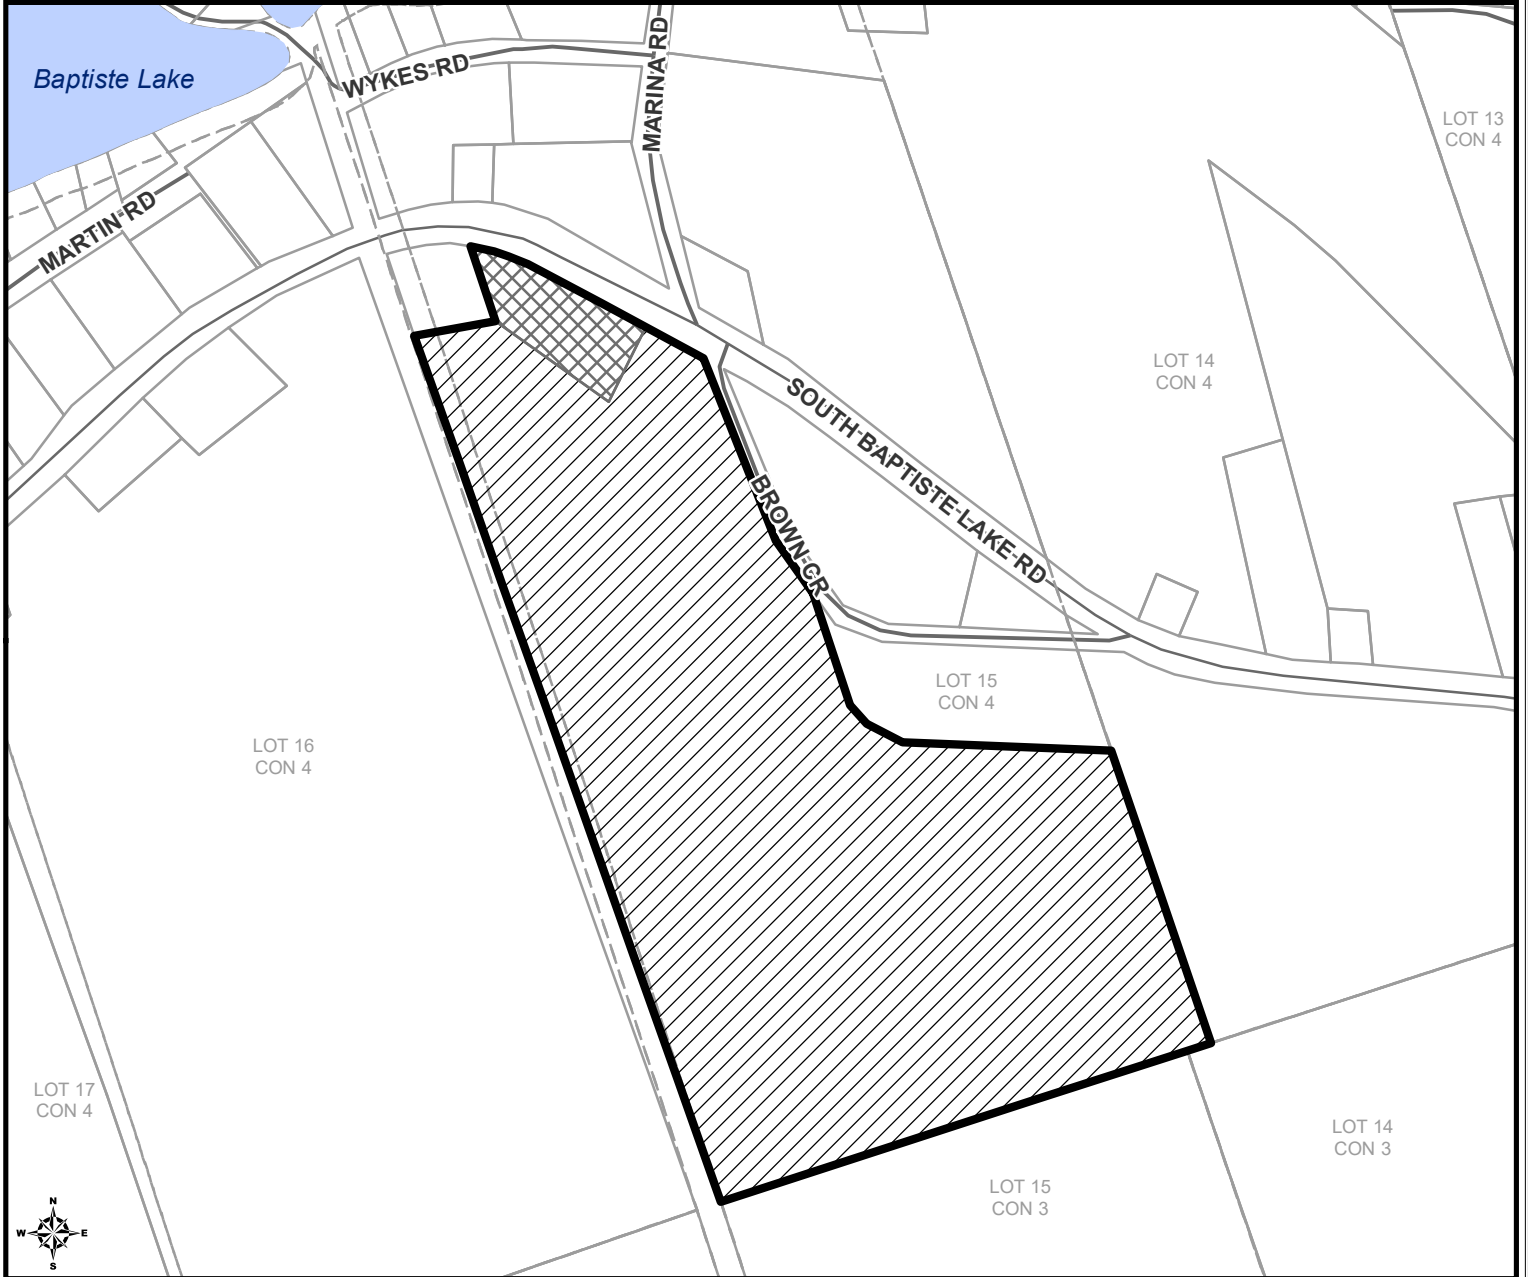 WYKES RD
MARINA RD
Baptiste Lake
LOT 13
CON 4
MARTIN RD
LOT 14
CON 4
SOUTH BAPTISTE LAKE RD
BROWN CR
LOT 15
CON 4
LOT 16
CON 4
LOT 17
CON 4
LOT 14
CON 3
LOT 15
CON 3
N
W E
S